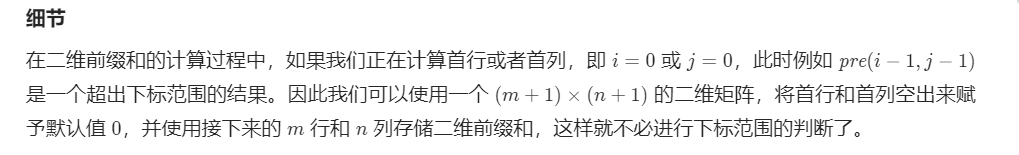 细节
在二维前缀和的计算过程中，如果我们正在计算首行或者首列，即 i = 0 或 j = 0，此时例如 pre(i − 1, j − 1)
是一个超出下标范围的结果。因此我们可以使用一个 (m + 1) × (n + 1) 的二维矩阵，将首行和首列空出来赋
予默认值 0，并使用接下来的 m 行和 n 列存储二维前缀和，这样就不必进行下标范围的判断了。